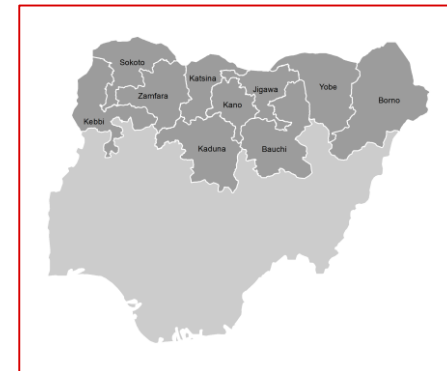 Sokoto
Katsina
Yobe
Zamfara
Jigawa
Borno
Kano
Kebbi
Kaduna
Bauchi